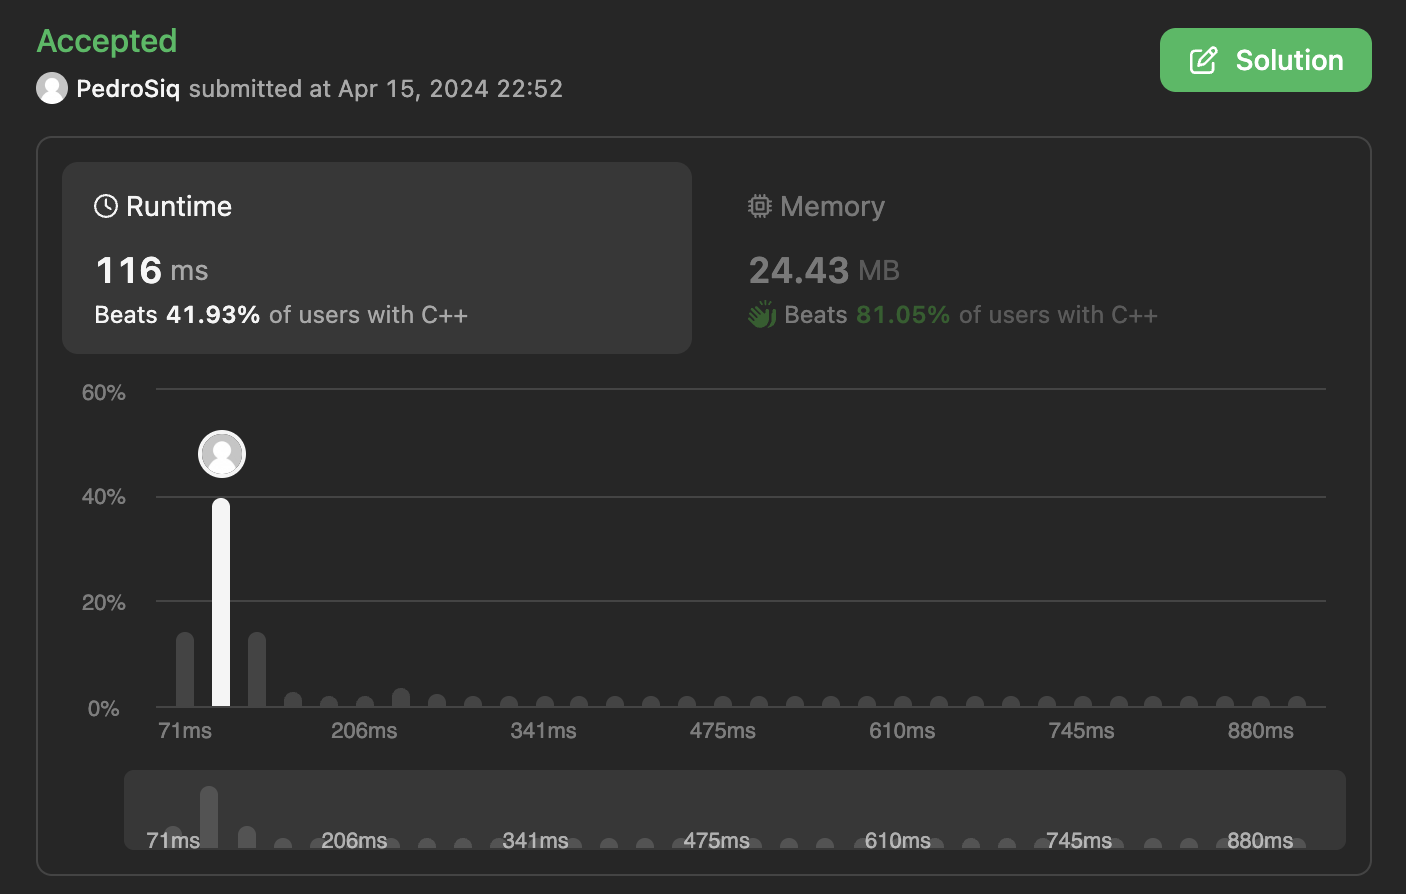 Accepted
Solution
PedroSiq submitted at Apr 15, 2024 22:52
Runtime
Memory
116 ms
24.43 MB
Beats 41.93% of users with C++
Beats 81.05% of users with C++
60%
40%
20%
0%
71ms 206ms 341ms 475ms 610ms 745ms 880ms
71ms 206ms 341ms 475ms 610ms 745ms 880ms